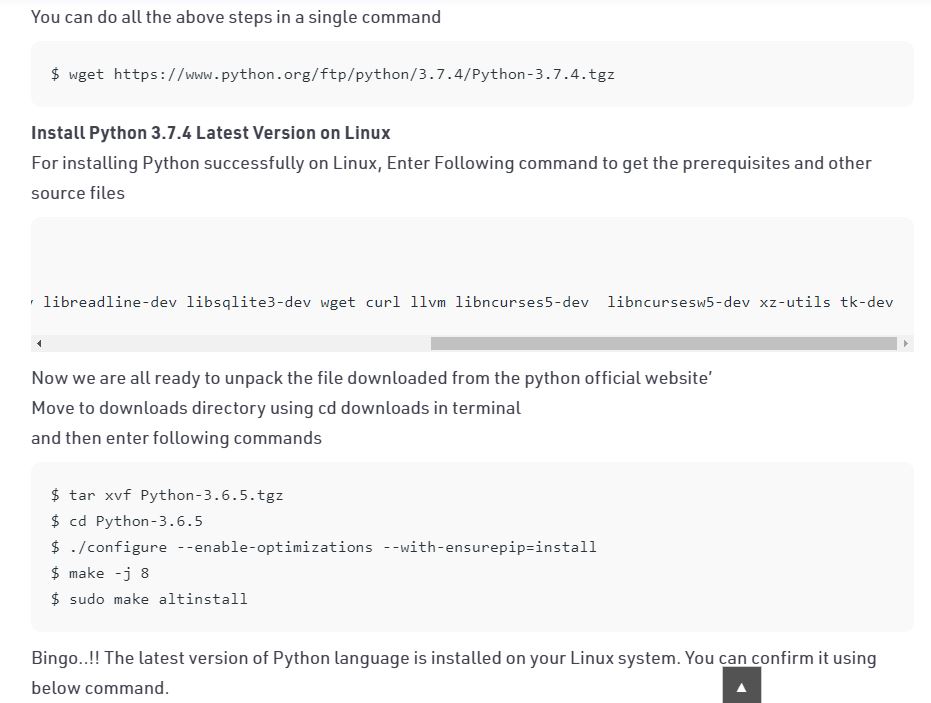 You can do all the above steps in a single command
$ wget https://www.python.org/ftp/python/3.7.4/Python-3.7.4.tgz
Install Python 3.7.4 Latest Version on Linux
For installing Python successfully on Linux, Enter Following command to get the prerequisites and other
source files
libreadline-dev libsqlite3-dev wget curl llvm libncurses5-dev  libncursesw5-dev xz-utils tk-dev
Now we are all ready to unpack the file downloaded from the python official website’
Move to downloads directory using cd downloads in terminal
and then enter following commands
$ tar xvf Python-3.6.5.tgz
$ cd Python-3.6.5
$ ./configure --enable-optimizations --with-ensurepip=install
$ make -j 8
$ sudo make altinstall
Bingo..!! The latest version of Python language is installed on your Linux system. You can confirm it using
below command.